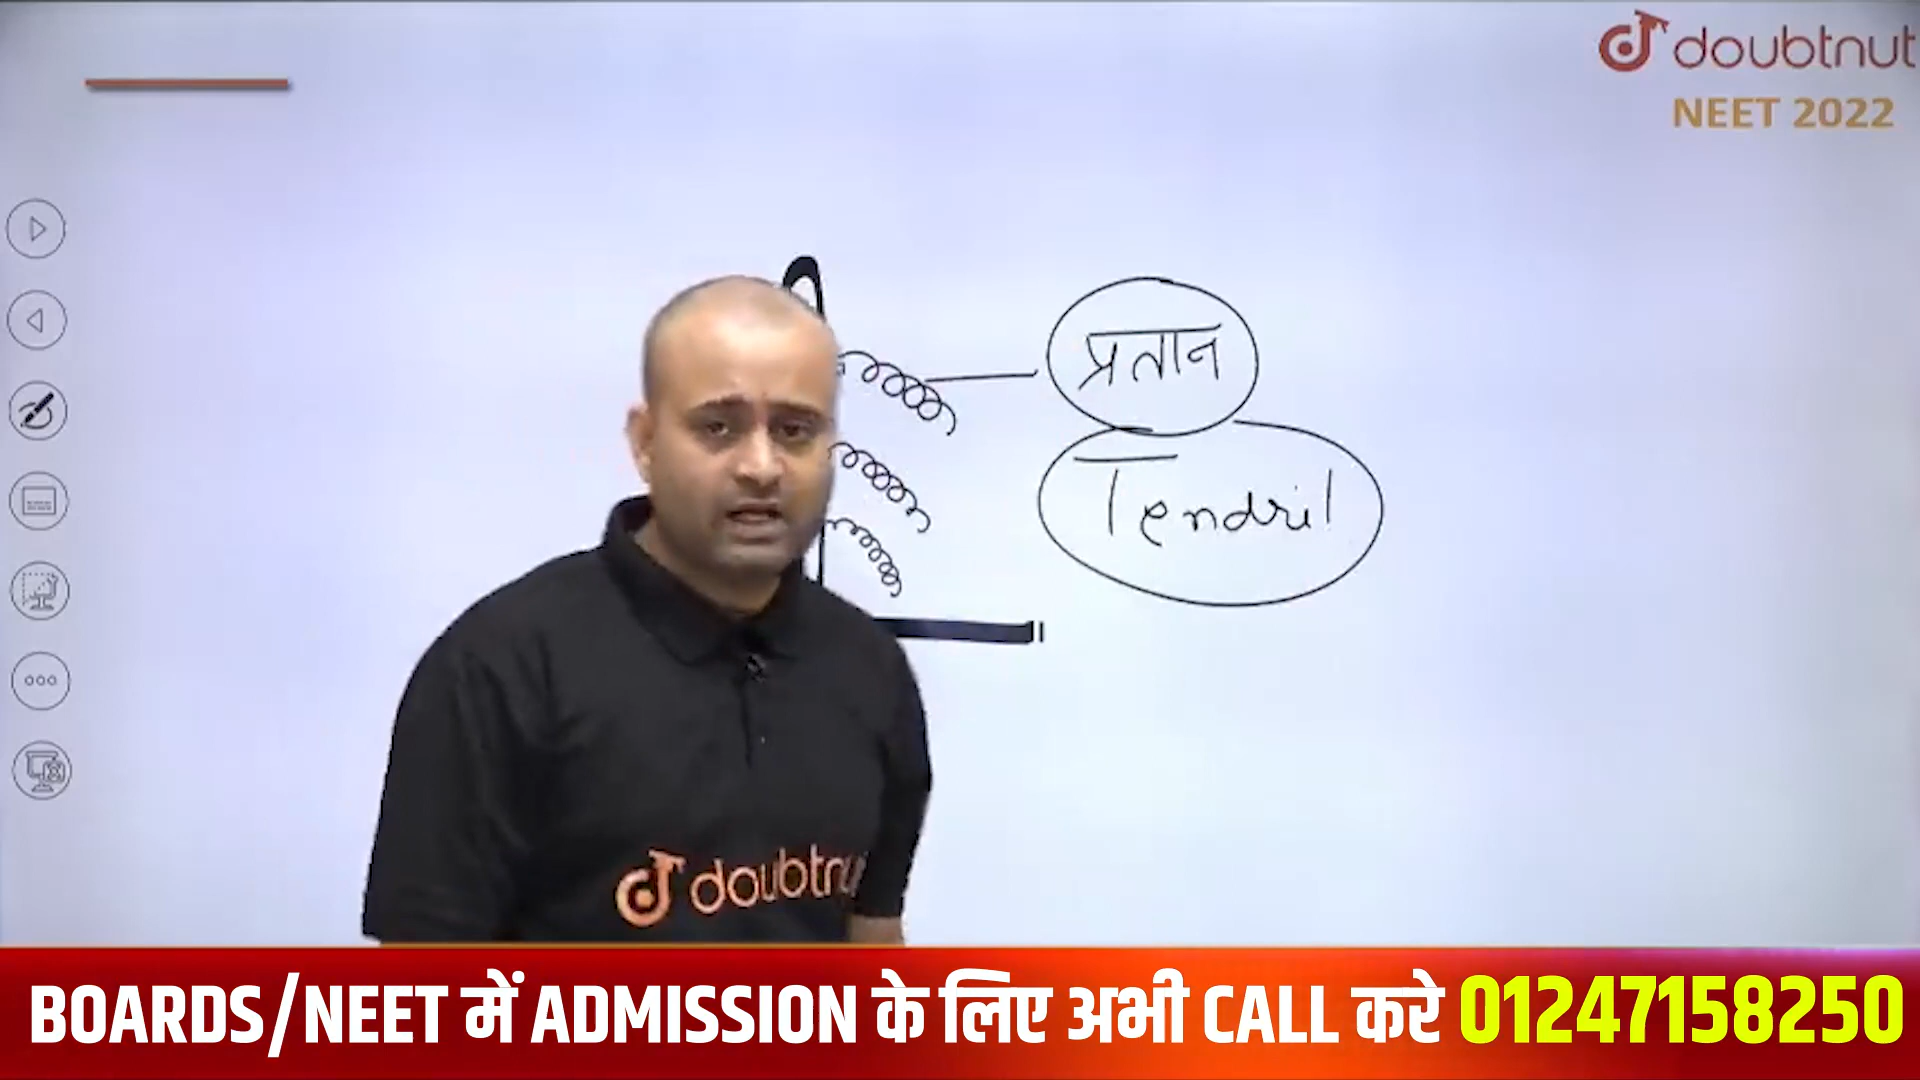 doubtnut
NEET 2022
प्रतान
Tendril
doubtnut
BOARDS/NEET में ADMISSION के लिए अभी CALL करे 01247158250